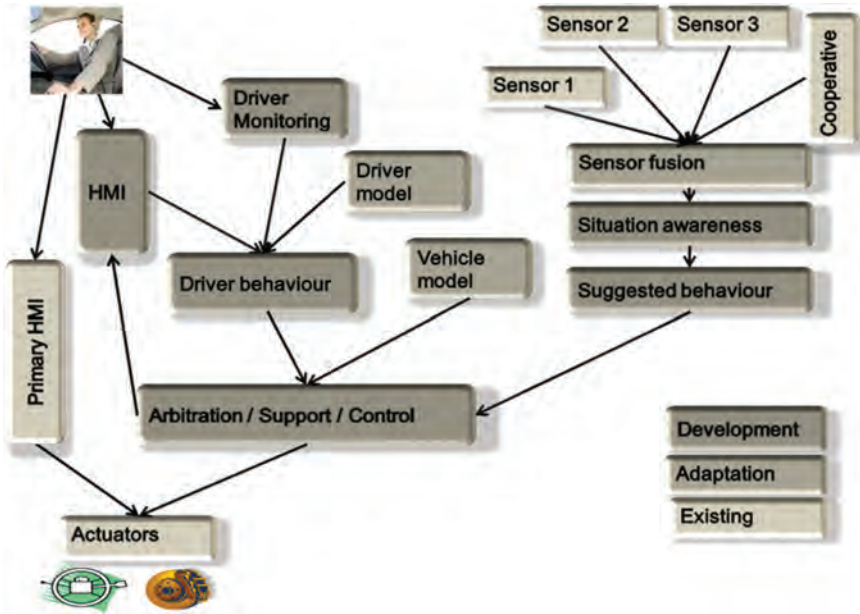 Sensor 2
Sensor 3
Sensor 1
Cooperative
Driver
Monitoring
Sensor fusion
Driver
model
HMI
Situation awareness
Vehicle
model
Driver behaviour
Suggested behaviour
Primary HMI
Arbitration / Support / Control
Development
Adaptation
Existing
Actuators